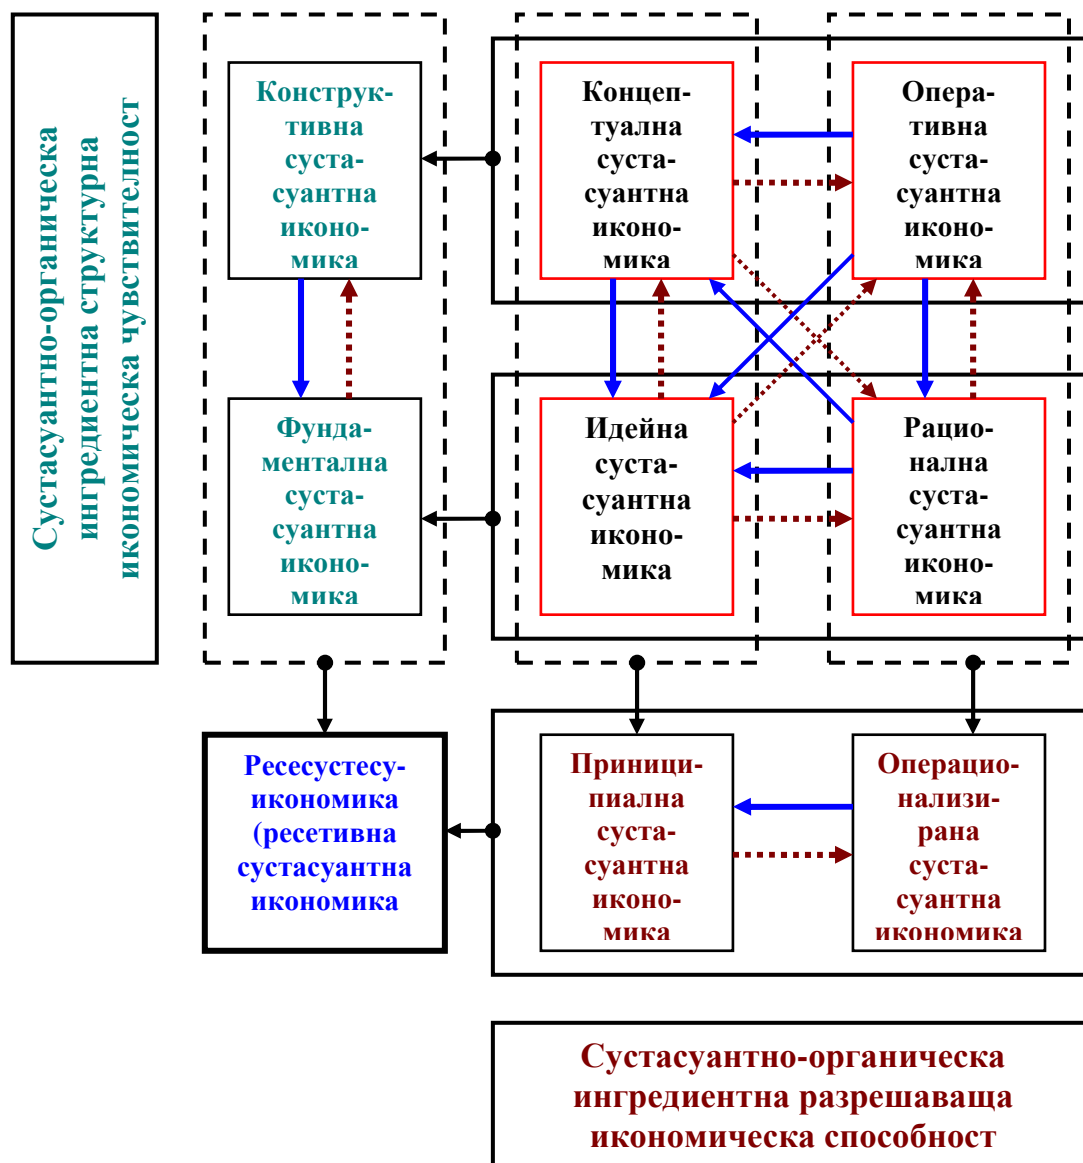 Сустасуантно-органическа
ингредиентна структурна
икономическа чувствителност
Конструк-
тивна
суста-
суантна
иконо-
мика
Концеп-
туална
суста-
суантна
иконо-
мика
Опера-
тивна
суста-
суантна
иконо-
мика
Фунда-
ментална
суста-
суантна
иконо-
мика
Идейна
суста-
суантна
иконо-
мика
Рацио-
нална
суста-
суантна
иконо-
мика
Ресесустесу-
икономика
(ресетивна
сустасуантна
икономика
Приници-
пиална
суста-
суантна
иконо-
мика
Операцио-
нализи-
рана
суста-
суантна
икономика
Сустасуантно-органическа
ингредиентна разрешаваща
икономическа способност